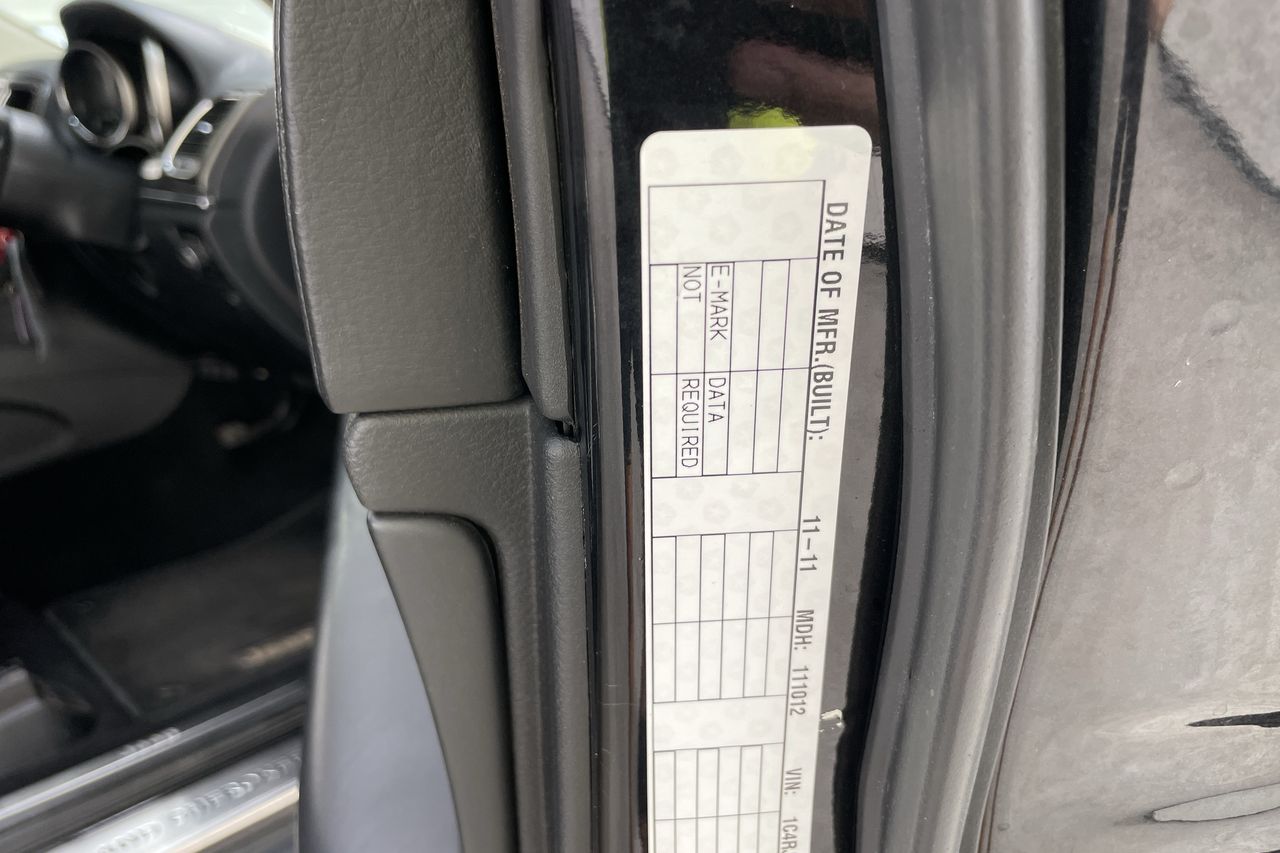 DATE OF MFR.(BUILT): 11-11 MDH: 111012 VIN: 1C4R
E-MARK DATA
NOT REQUIRED